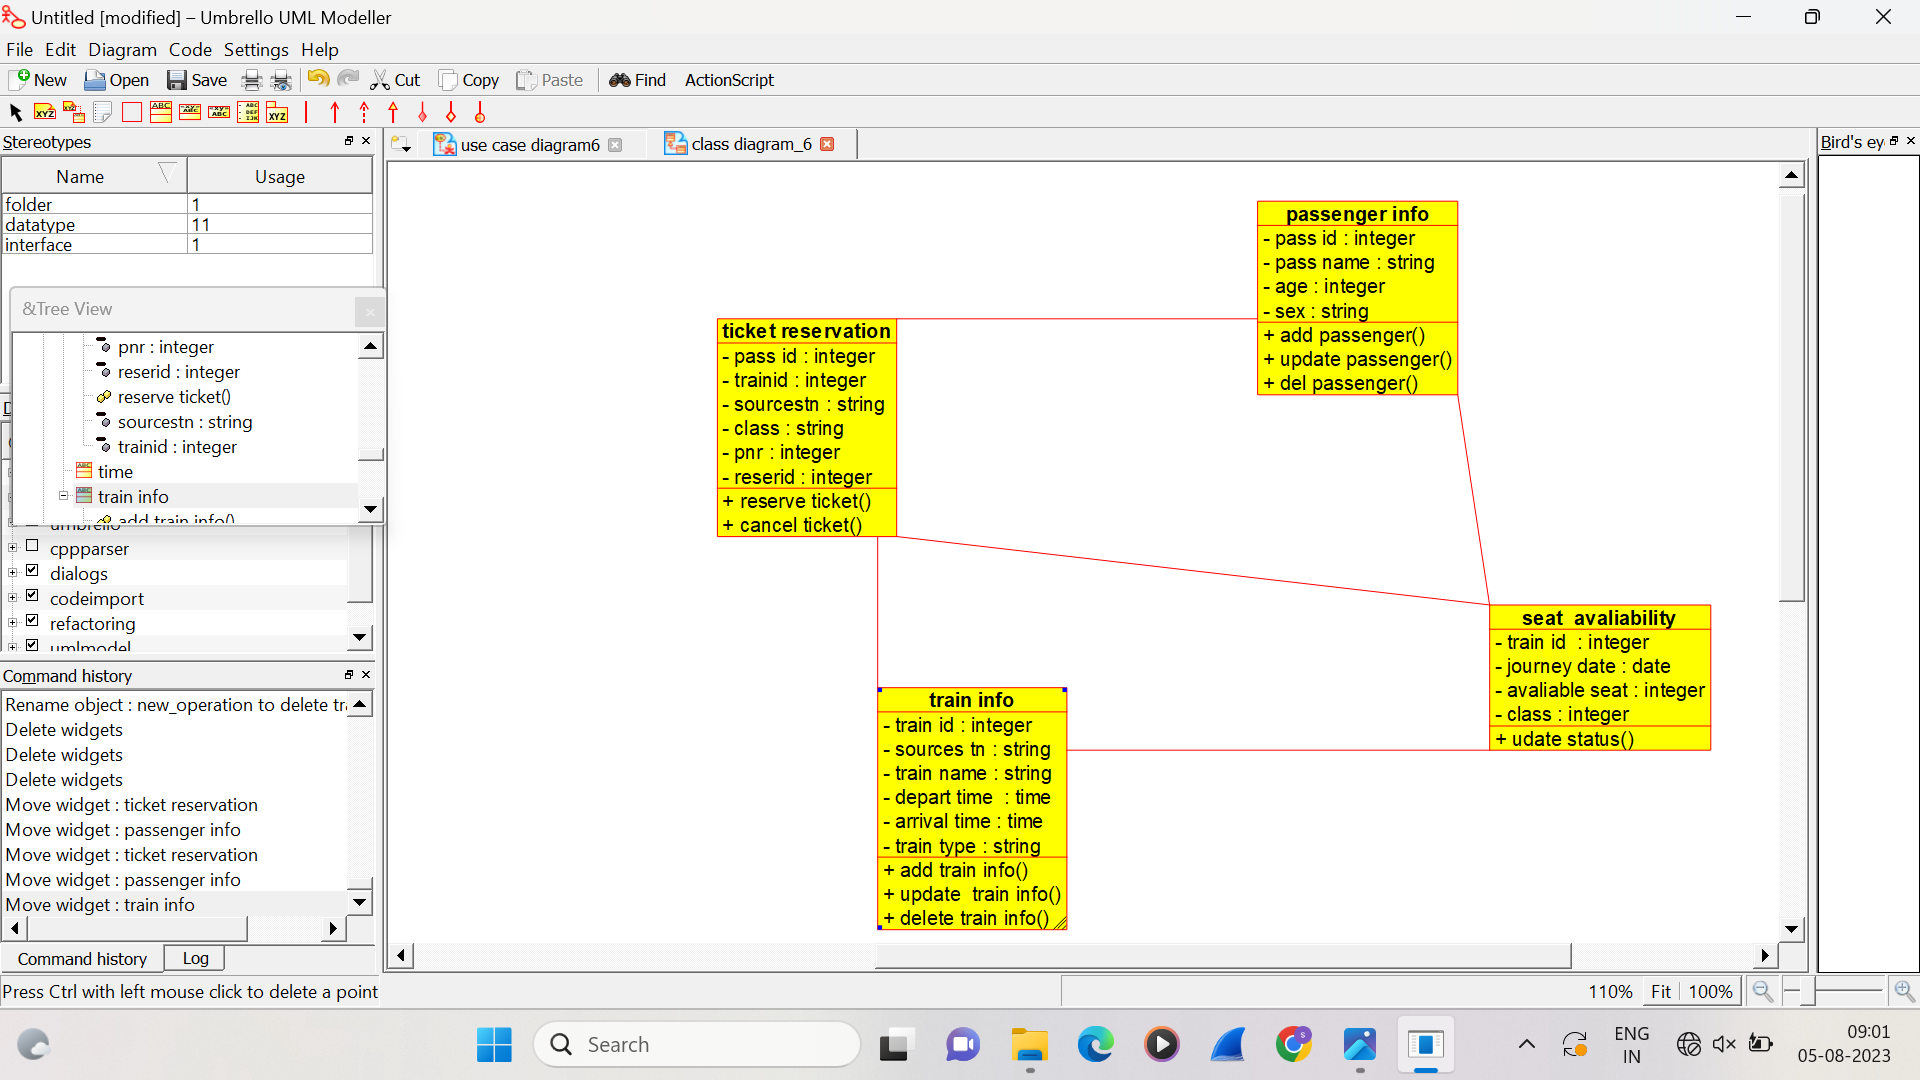 Untitled [modified] – Umbrello UML Modeller
File Edit Diagram Code Settings Help
New Open Save Cut Copy Paste Find ActionScript
Stereotypes
use case diagram6
class diagram_6
Bird's ey
Name Usage
folder 1
datatype 11
interface 1
&Tree View
pnr : integer
reserid : integer
reserve ticket()
sourcestn : string
trainid : integer
time
train info
add train info()
umbrello
cppparser
dialogs
codeimport
refactoring
umlmodel
Command history
Rename object : new_operation to delete tr
Delete widgets
Delete widgets
Delete widgets
Move widget : ticket reservation
Move widget : passenger info
Move widget : ticket reservation
Move widget : passenger info
Move widget : train info
Command history Log
Press Ctrl with left mouse click to delete a point
passenger info
- pass id : integer
- pass name : string
- age : integer
- sex : string
+ add passenger()
+ update passenger()
+ del passenger()
ticket reservation
- pass id : integer
- trainid : integer
- sourcestn : string
- class : string
- pnr : integer
- reserid : integer
+ reserve ticket()
+ cancel ticket()
seat avaliability
- train id : integer
- journey date : date
- avaliable seat : integer
- class : integer
+ udate status()
train info
- train id : integer
- sources tn : string
- train name : string
- depart time : time
- arrival time : time
- train type : string
+ add train info()
+ update train info()
+ delete train info()
110% Fit 100%
Search
ENG
IN
09:01
05-08-2023